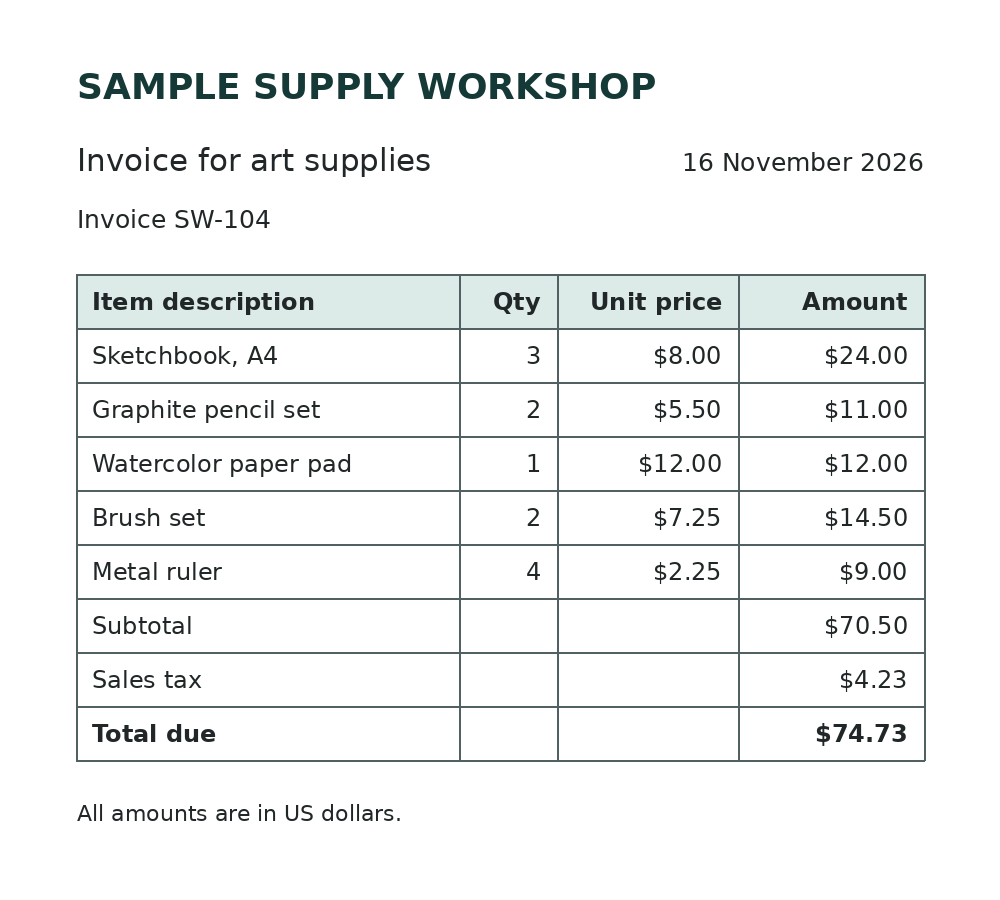 SAMPLE SUPPLY WORKSHOP
Invoice for art supplies 16 November 2026
Invoice SW-104
Item description Qty Unit price Amount
Sketchbook, A4 3 $8.00 $24.00
Graphite pencil set 2 $5.50 $11.00
Watercolor paper pad 1 $12.00 $12.00
Brush set 2 $7.25 $14.50
Metal ruler 4 $2.25 $9.00
Subtotal $70.50
Sales tax $4.23
Total due $74.73
All amounts are in US dollars.